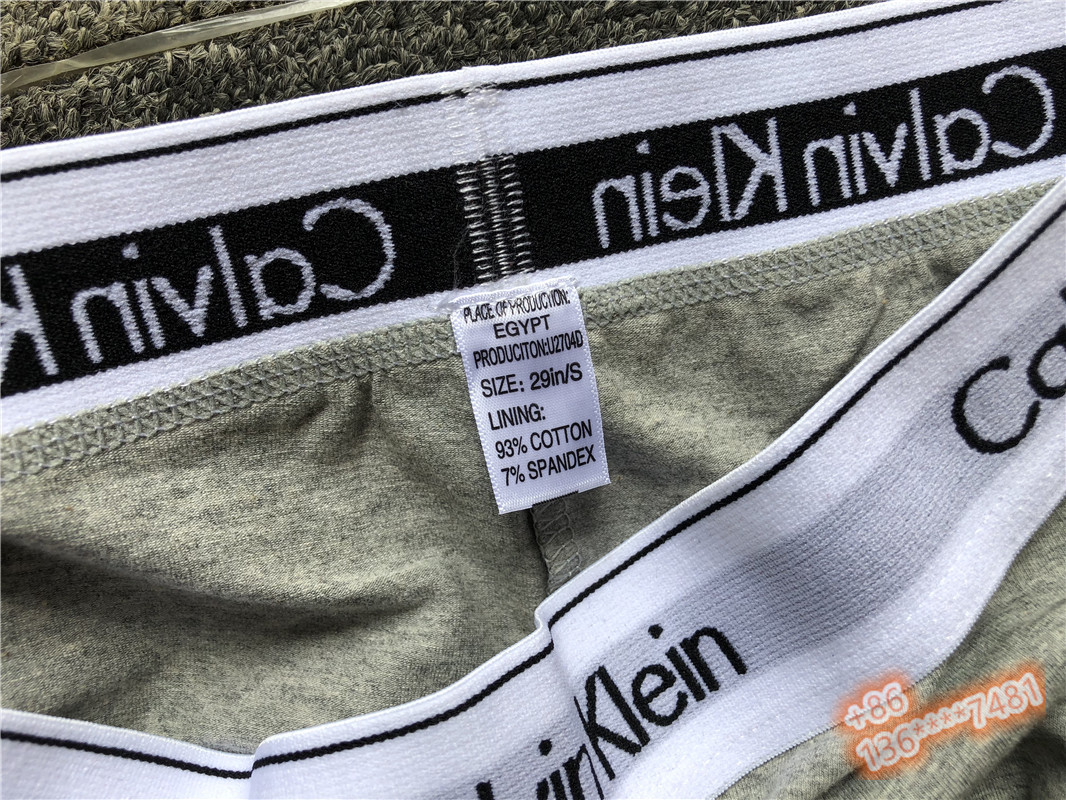 Calvin Klein
Calvin K
PLACE OF PRODUCTION:
EGYPT
PRODUCITON:U2704D
SIZE: 29in/S
LINING:
93% COTTON
7% SPANDEX
Ca
vin Klein
+86
136****7481